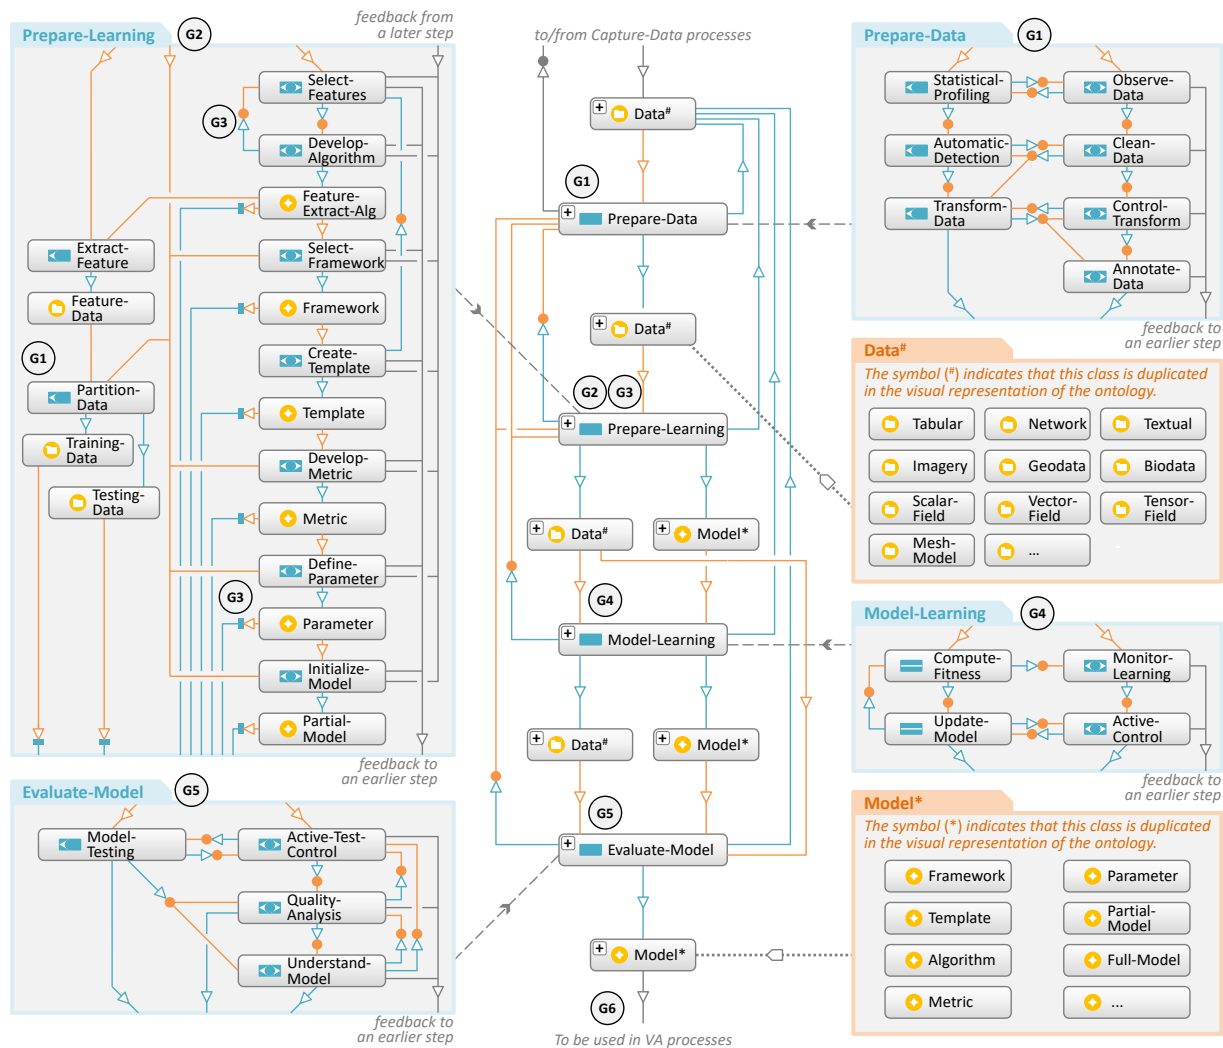 Prepare-Learning
G2
feedback from
a later step
Select-
Features
G3
Develop-
Algorithm
Feature-
Extract-Alg
Extract-
Feature
Select-
Framework
Feature-
Data
Framework
G1
Create-
Template
Partition-
Data
Template
Training-
Data
Develop-
Metric
Testing-
Data
Metric
Define-
Parameter
G3
Parameter
Initialize-
Model
Partial-
Model
feedback to
an earlier step
Evaluate-Model
G5
Model-
Testing
Active-Test-
Control
Quality-
Analysis
Understand-
Model
feedback to
an earlier step
to/from Capture-Data processes
+
Data#
G1
+
Prepare-Data
+
Data#
G2
G3
+
Prepare-Learning
+
Data#
+
Model*
G4
+
Model-Learning
+
Data#
+
Model*
G5
+
Evaluate-Model
+
Model*
G6
To be used in VA processes
Prepare-Data
G1
Statistical-
Profiling
Observe-
Data
Automatic-
Detection
Clean-
Data
Transform-
Data
Control-
Transform
Annotate-
Data
feedback to
an earlier step
Data#
The symbol (#) indicates that this class is duplicated
in the visual representation of the ontology.
Tabular
Network
Textual
Imagery
Geodata
Biodata
Scalar-
Field
Vector-
Field
Tensor-
Field
Mesh-
Model
...
Model-Learning
G4
Compute-
Fitness
Monitor-
Learning
Update-
Model
Active-
Control
feedback to
an earlier step
Model*
The symbol (*) indicates that this class is duplicated
in the visual representation of the ontology.
Framework
Parameter
Template
Partial-
Model
Algorithm
Full-Model
Metric
...